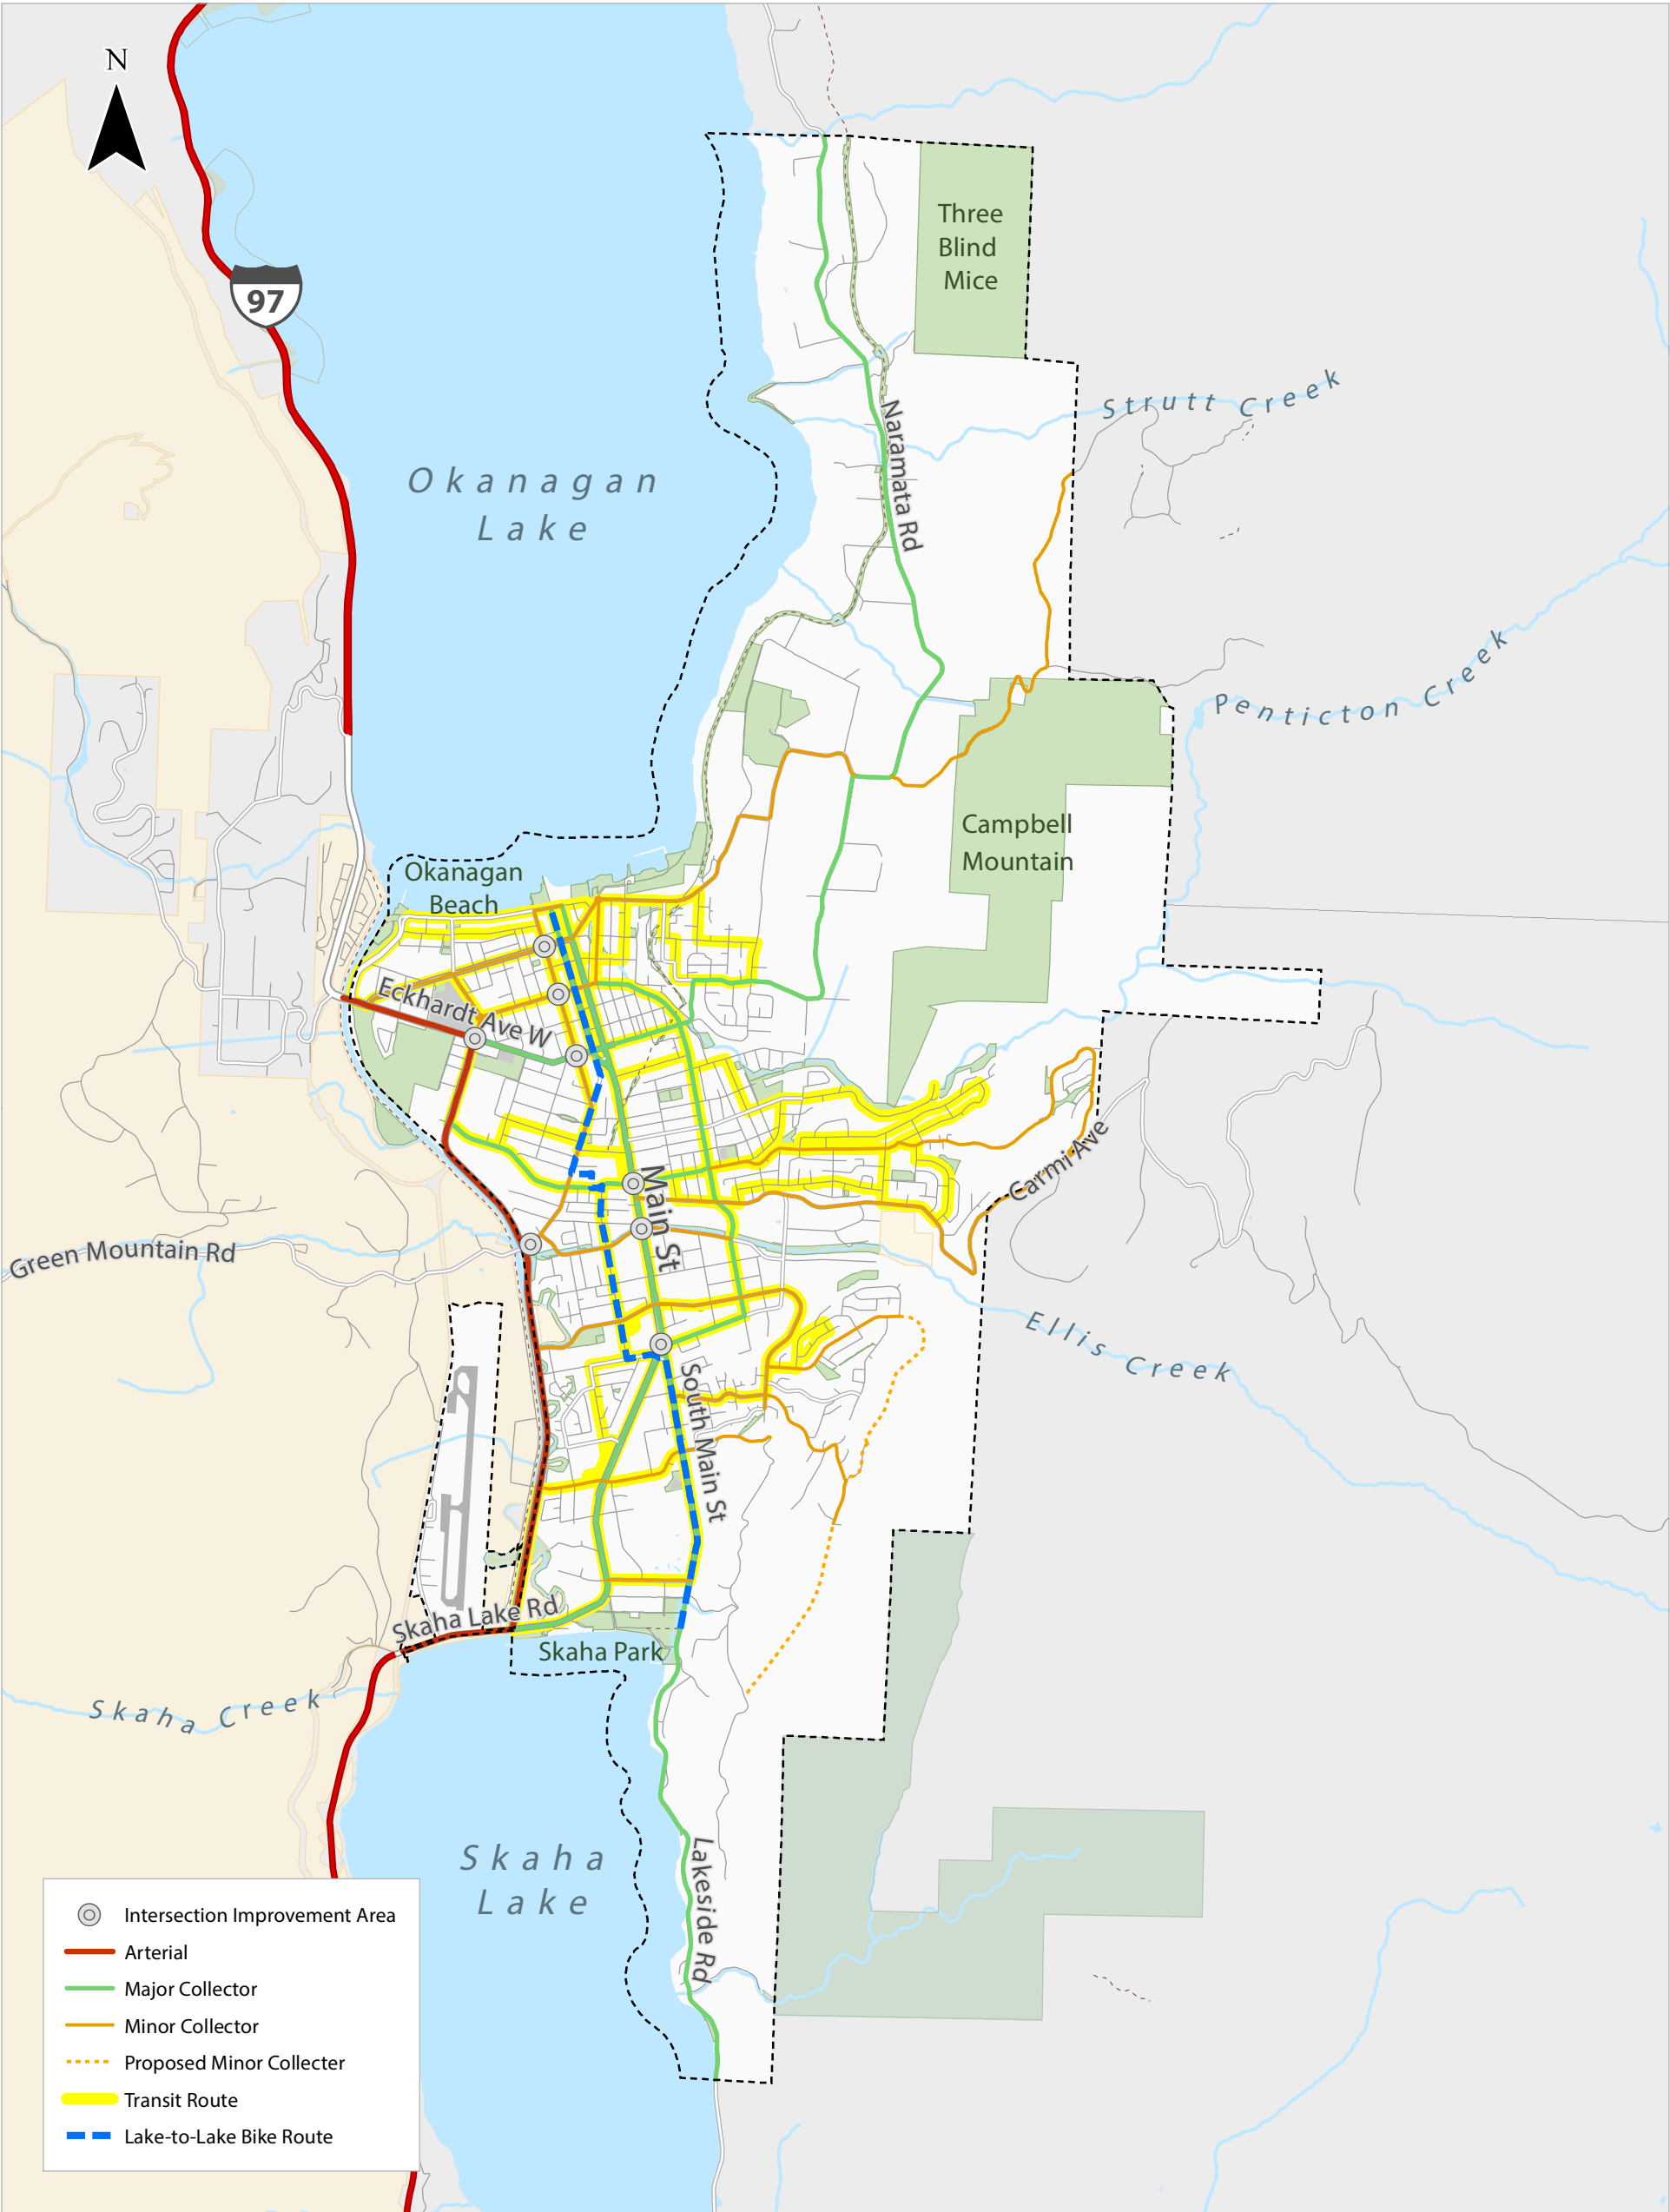 N
97
Three
Blind
Mice
Strutt Creek
Naramata Rd
Okanagan
Lake
Penticton Creek
Campbell
Mountain
Okanagan
Beach
Eckhardt Ave W
Carmi Ave
Main St
Green Mountain Rd
Ellis Creek
South Main St
Skaha Lake Rd
Skaha Park
Skaha Creek
Skaha
Lake
Lakeside Rd
Intersection Improvement Area
Arterial
Major Collector
Minor Collector
Proposed Minor Collecter
Transit Route
Lake-to-Lake Bike Route